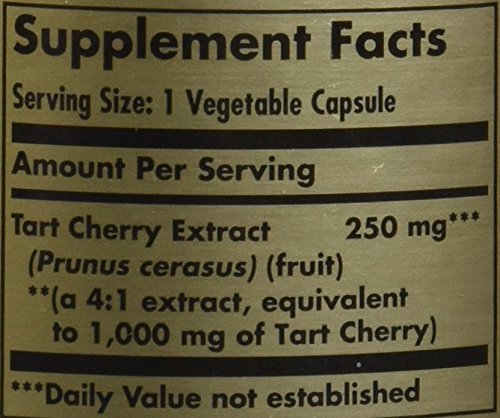 Supplement Facts
Serving Size: 1 Vegetable Capsule
Amount Per Serving
Tart Cherry Extract 250 mg***
(Prunus cerasus) (fruit)
**(a 4:1 extract, equivalent
to 1,000 mg of Tart Cherry)
***Daily Value not established